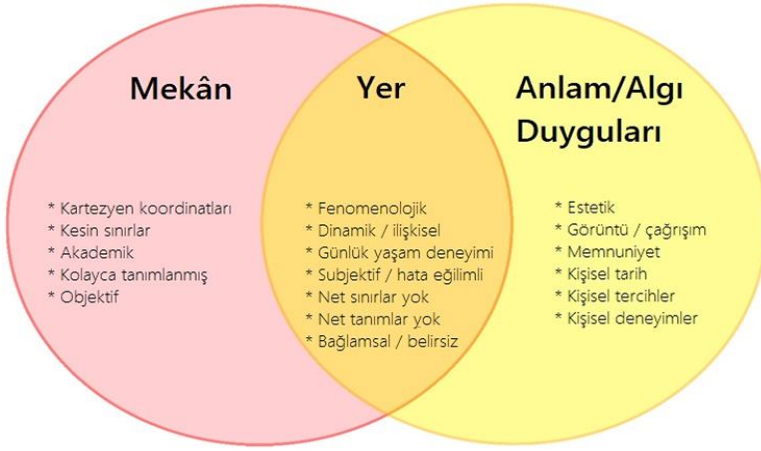 Mekân
* Kartezyen koordinatları
* Kesin sınırlar
* Akademik
* Kolayca tanımlanmış
* Objektif
Yer
* Fenomenolojik
* Dinamik / ilişkisel
* Günlük yaşam deneyimi
* Subjektif / hata eğilimli
* Net sınırlar yok
* Net tanımlar yok
* Bağlamsal / belirsiz
Anlam/Algı
Duyguları
* Estetik
* Görüntü / çağrışım
* Memnuniyet
* Kişisel tarih
* Kişisel tercihler
* Kişisel deneyimler